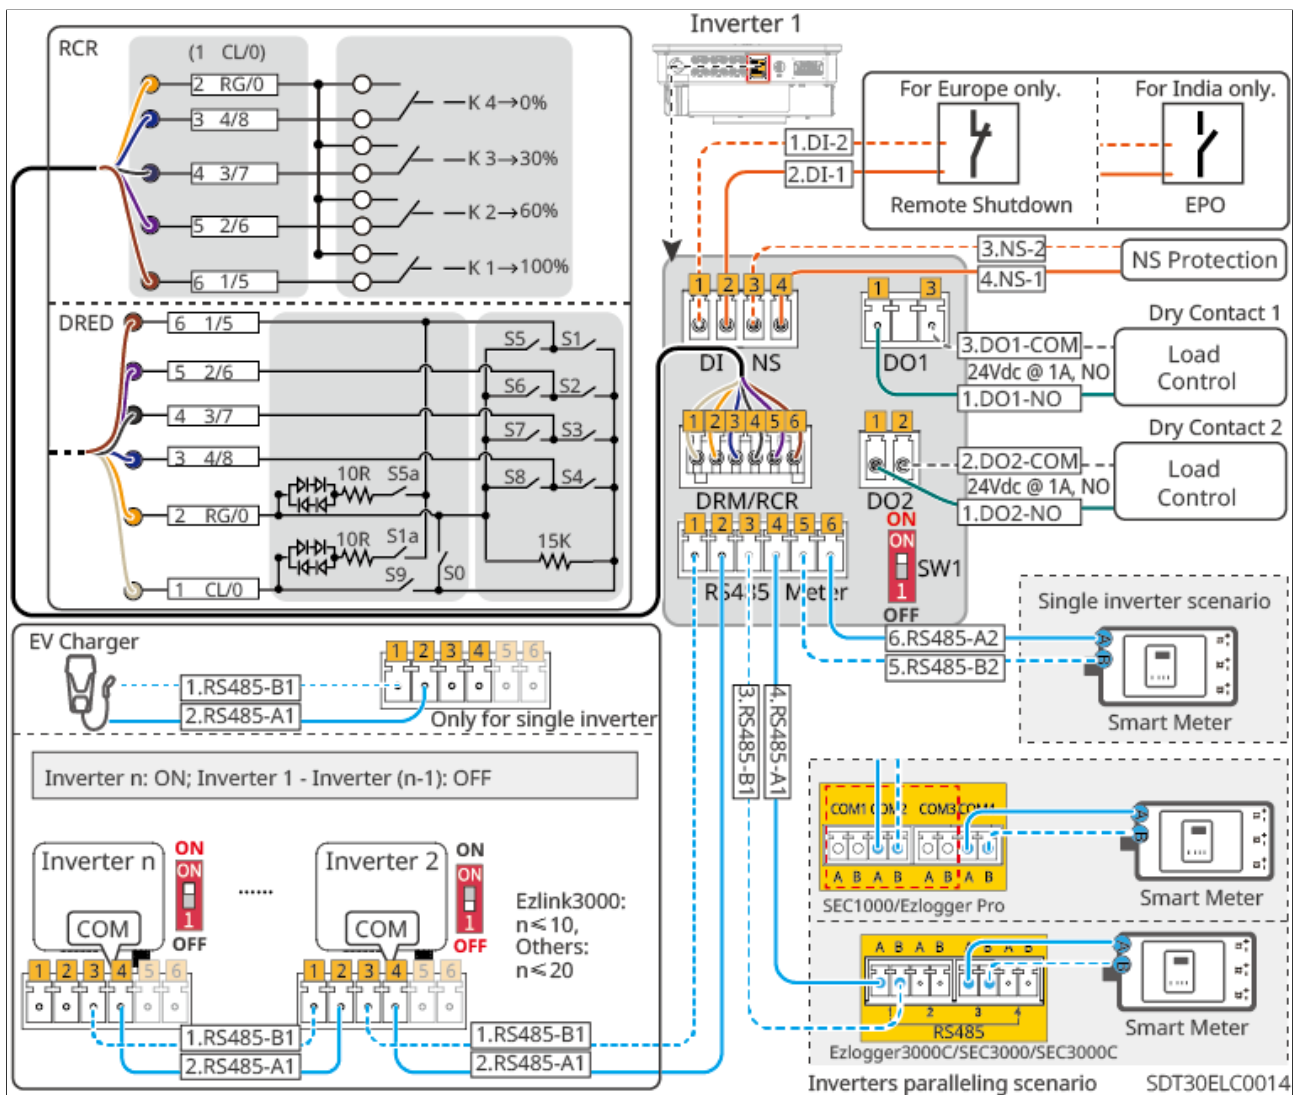 Inverter 1
RCR
(1 CL/0)
2 RG/0
3 4/8
4 3/7
5 2/6
6 1/5
K 4→0%
K 3→30%
K 2→60%
K 1→100%
DRED
6 1/5
5 2/6
4 3/7
3 4/8
2 RG/0
1 CL/0
10R
S5a
10R
S1a
S9
S0
S5
S1
S6
S2
S7
S3
S8
S4
15K
For Europe only.
For India only.
1.DI-2
2.DI-1
Remote Shutdown
EPO
3.NS-2
4.NS-1
NS Protection
1 2 3 4
DI NS
1 3
DO1
Dry Contact 1
3.DO1-COM
24Vdc @ 1A, NO
1.DO1-NO
Load
Control
1 2 3 4 5 6
DRM/RCR
1 2
DO2
Dry Contact 2
2.DO2-COM
24Vdc @ 1A, NO
1.DO2-NO
Load
Control
1 2 3 4 5 6
RS485 Meter
ON
ON
1
OFF
SW1
6.RS485-A2
5.RS485-B2
Single inverter scenario
A
B
Smart Meter
EV Charger
1.RS485-B1
2.RS485-A1
1 2 3 4 5 6
Only for single inverter
3.RS485-B1
4.RS485-A1
Inverter n: ON; Inverter 1 - Inverter (n-1): OFF
Inverter n
COM
ON
ON
1
OFF
......
Inverter 2
COM
ON
ON
1
OFF
Ezlink3000:
n≤10,
Others:
n≤20
1 2 3 4 5 6
1 2 3 4 5 6
1.RS485-B1
2.RS485-A1
1.RS485-B1
2.RS485-A1
COM1 COM2 COM3 COM4
A B A B A B A B
SEC1000/Ezlogger Pro
A
B
Smart Meter
A B A B A B A B
1 2 3 4
RS485
Ezlogger3000C/SEC3000/SEC3000C
A
B
Smart Meter
Inverters paralleling scenario
SDT30ELC0014